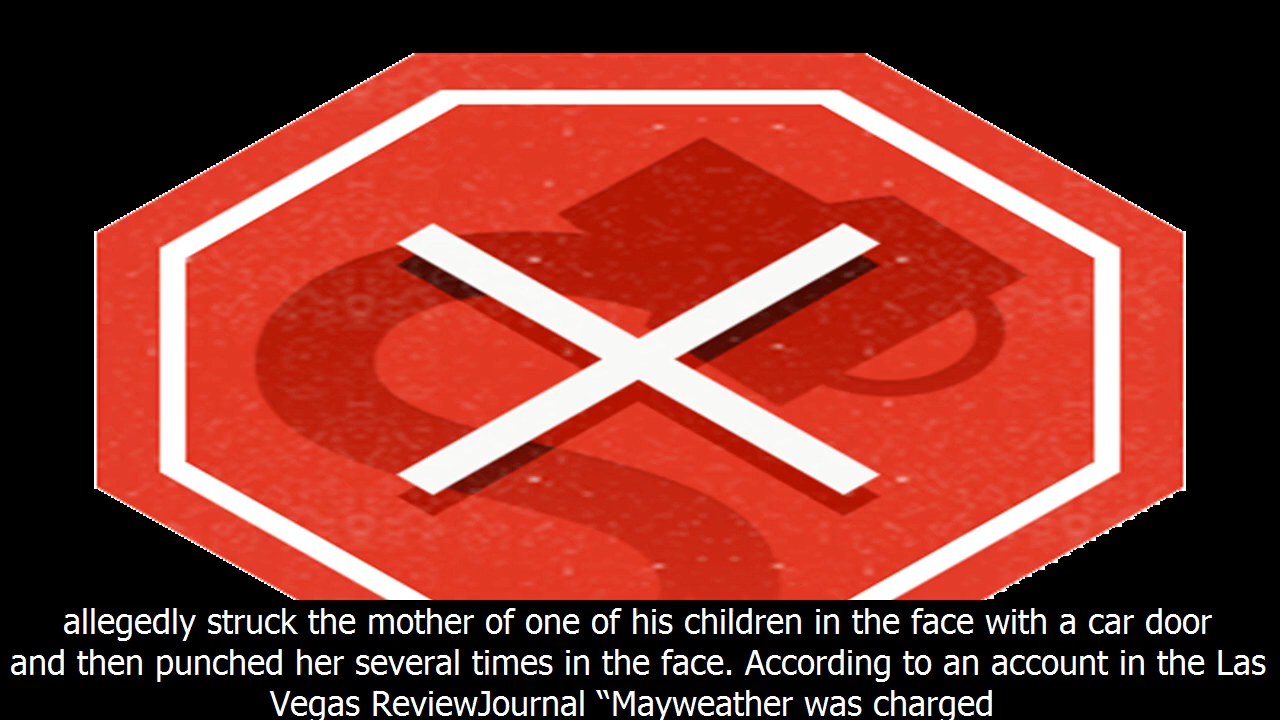 allegedly struck the mother of one of his children in the face with a car door
and then punched her several times in the face. According to an account in the Las
Vegas ReviewJournal “Mayweather was charged